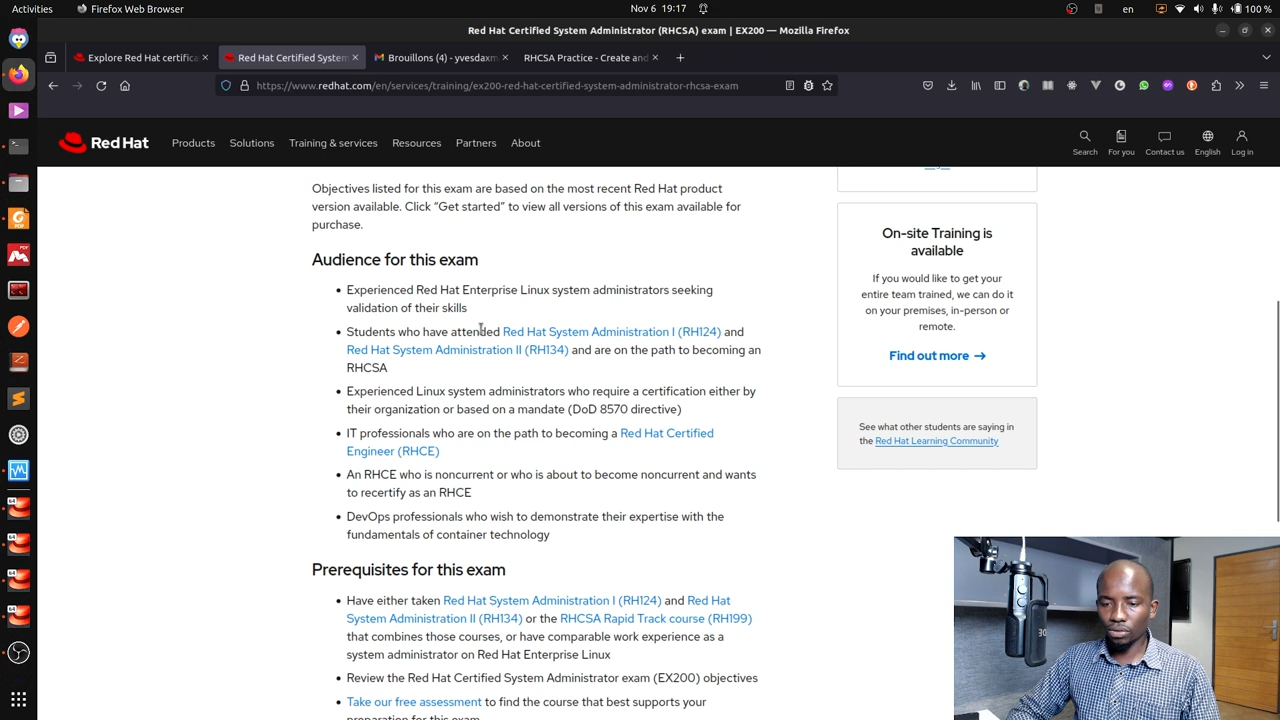 Activities
Firefox Web Browser
Nov 6 19:17
en
100 %
Red Hat Certified System Administrator (RHCSA) exam | EX200 — Mozilla Firefox
Explore Red Hat certifica
Red Hat Certified System
Brouillons (4) - yvesdaxm
RHCSA Practice - Create and
https://www.redhat.com/en/services/training/ex200-red-hat-certified-system-administrator-rhcsa-exam
Red Hat
Products
Solutions
Training & services
Resources
Partners
About
Search
For you
Contact us
English
Log in
Objectives listed for this exam are based on the most recent Red Hat product
version available. Click “Get started” to view all versions of this exam available for
purchase.
Audience for this exam
Experienced Red Hat Enterprise Linux system administrators seeking
validation of their skills
Students who have attended Red Hat System Administration I (RH124) and
Red Hat System Administration II (RH134) and are on the path to becoming an
RHCSA
Experienced Linux system administrators who require a certification either by
their organization or based on a mandate (DoD 8570 directive)
IT professionals who are on the path to becoming a Red Hat Certified
Engineer (RHCE)
An RHCE who is noncurrent or who is about to become noncurrent and wants
to recertify as an RHCE
DevOps professionals who wish to demonstrate their expertise with the
fundamentals of container technology
Prerequisites for this exam
Have either taken Red Hat System Administration I (RH124) and Red Hat
System Administration II (RH134) or the RHCSA Rapid Track course (RH199)
that combines those courses, or have comparable work experience as a
system administrator on Red Hat Enterprise Linux
Review the Red Hat Certified System Administrator exam (EX200) objectives
Take our free assessment to find the course that best supports your
preparation for this exam
On-site Training is
available
If you would like to get your
entire team trained, we can do it
on your premises, in-person or
remote.
Find out more →
See what other students are saying in
the Red Hat Learning Community